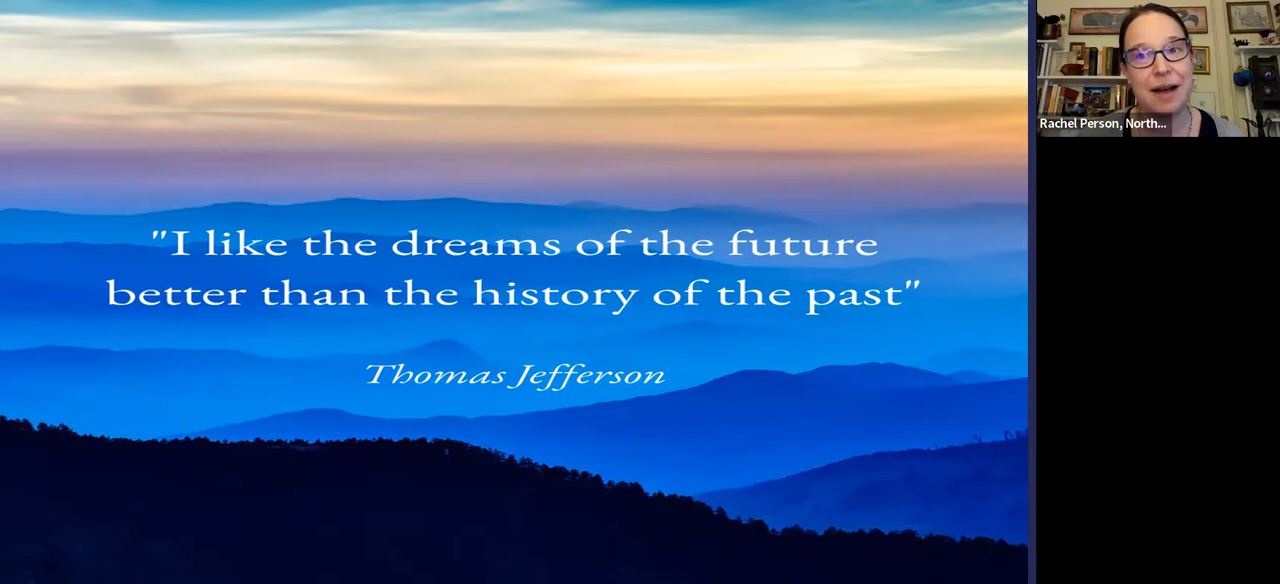 "I like the dreams of the future
better than the history of the past"
Thomas Jefferson
Rachel Person, North...